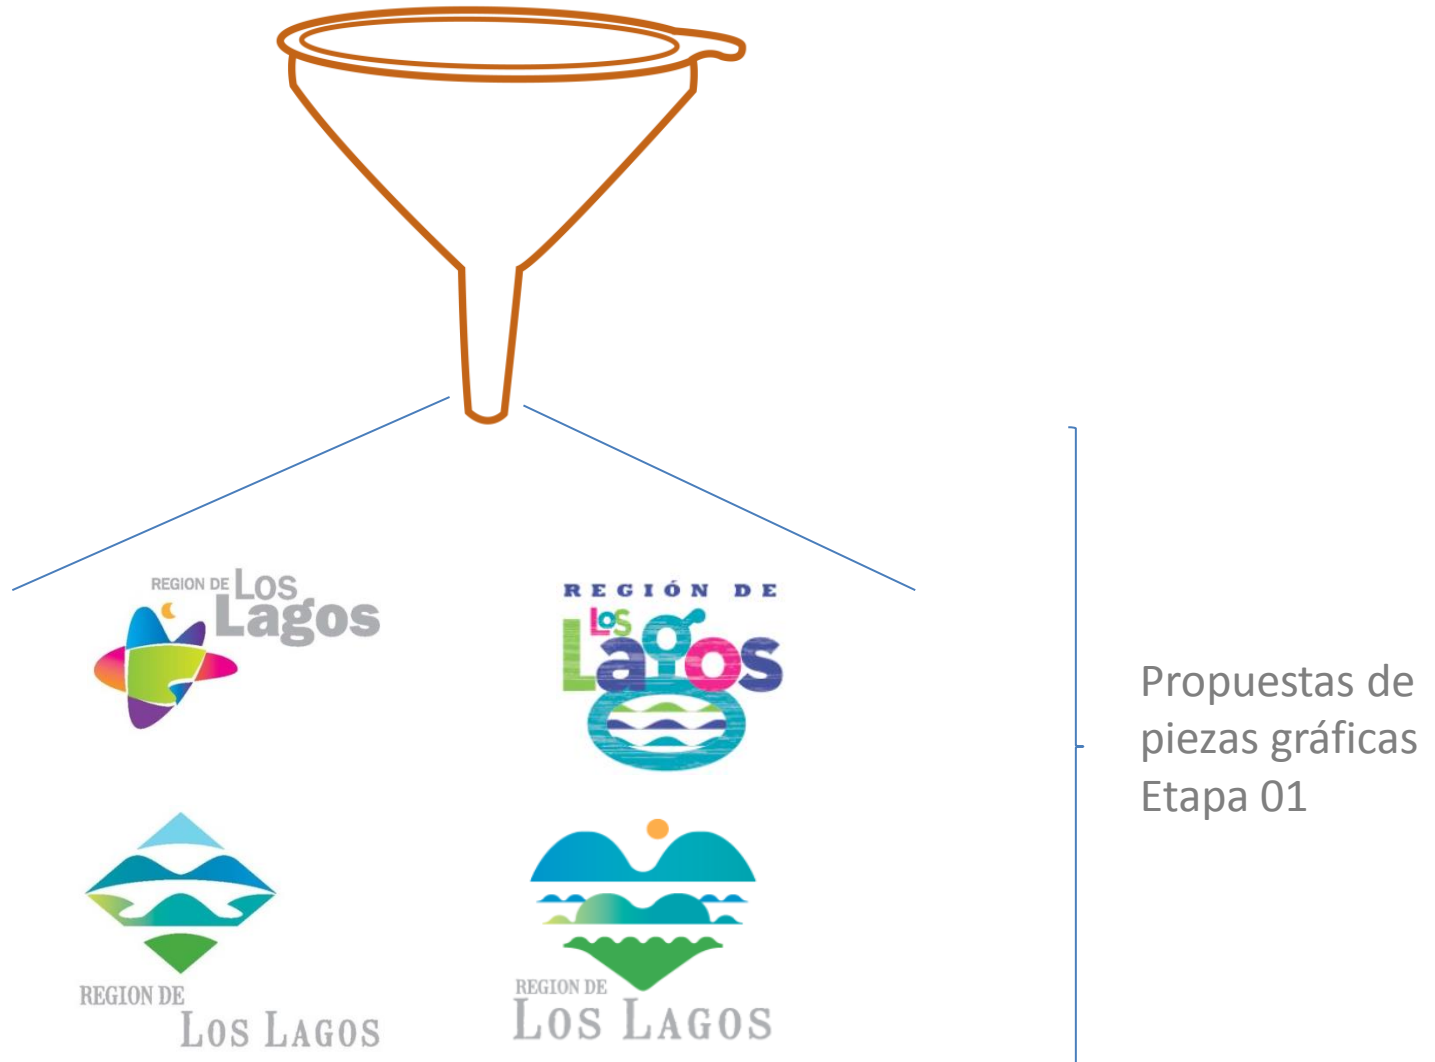 REGION DE LOS
Lagos
REGIÓN DE
LOS
Lagos
Propuestas de
piezas gráficas
Etapa 01
REGION DE
LOS LAGOS
REGION DE
LOS LAGOS